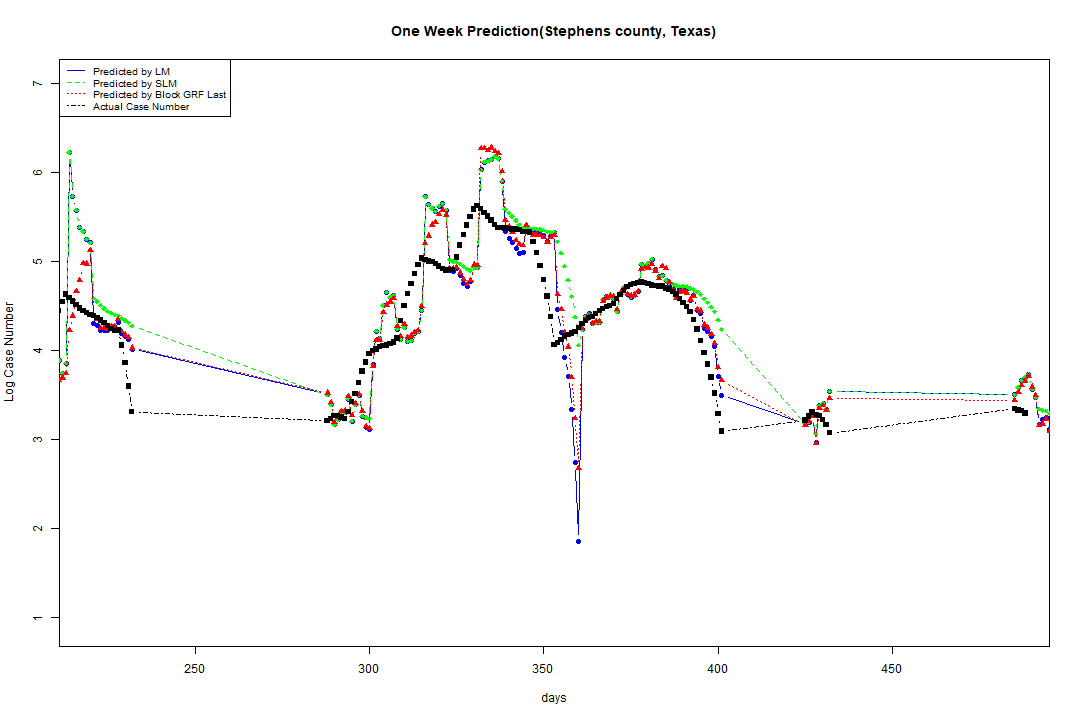 One Week Prediction(Stephens county, Texas)
Predicted by LM
Predicted by SLM
Predicted by Block GRF Last
Actual Case Number
7
6
5
4
3
2
1
Log Case Number
250
300
350
400
450
days